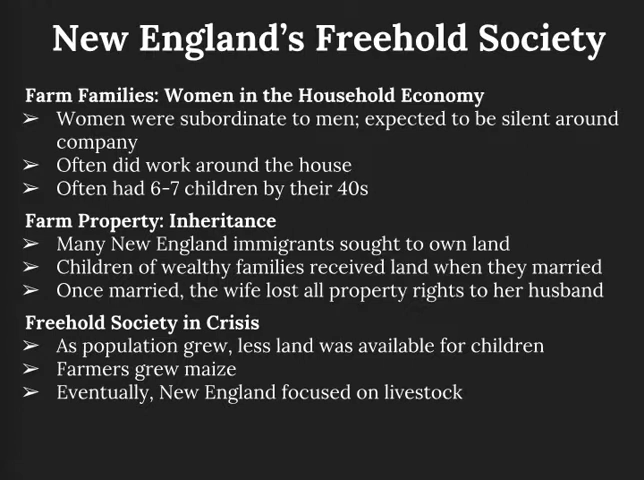 New England's Freehold Society
Farm Families: Women in the Household Economy
➢ Women were subordinate to men; expected to be silent around
company
➢ Often did work around the house
➢ Often had 6-7 children by their 40s
Farm Property: Inheritance
➢ Many New England immigrants sought to own land
➢ Children of wealthy families received land when they married
➢ Once married, the wife lost all property rights to her husband
Freehold Society in Crisis
➢ As population grew, less land was available for children
➢ Farmers grew maize
➢ Eventually, New England focused on livestock